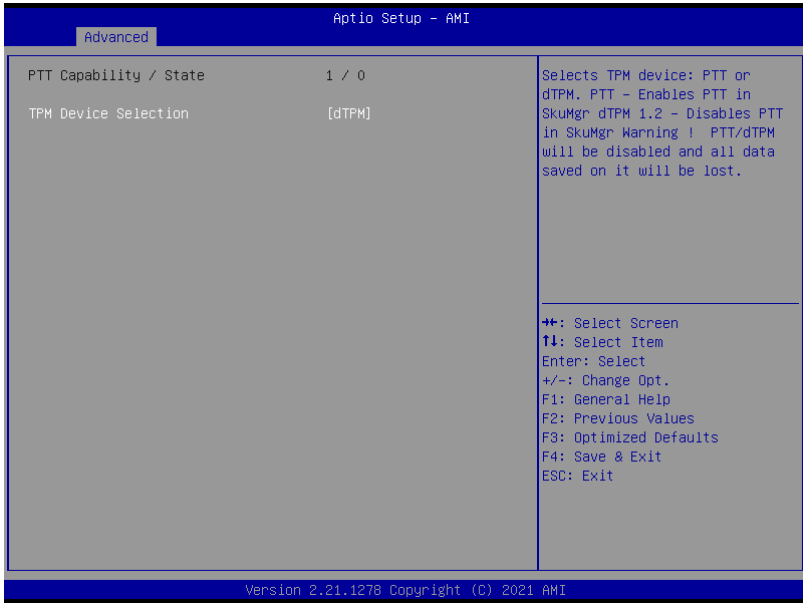 Aptio Setup – AMI
Advanced
PTT Capability / State 1 / 0
TPM Device Selection [dTPM]
Selects TPM device: PTT or
dTPM. PTT – Enables PTT in
SkuMgr dTPM 1.2 – Disables PTT
in SkuMgr Warning ! PTT/dTPM
will be disabled and all data
saved on it will be lost.
→←: Select Screen
↑↓: Select Item
Enter: Select
+/–: Change Opt.
F1: General Help
F2: Previous Values
F3: Optimized Defaults
F4: Save & Exit
ESC: Exit
Version 2.21.1278 Copyright (C) 2021 AMI